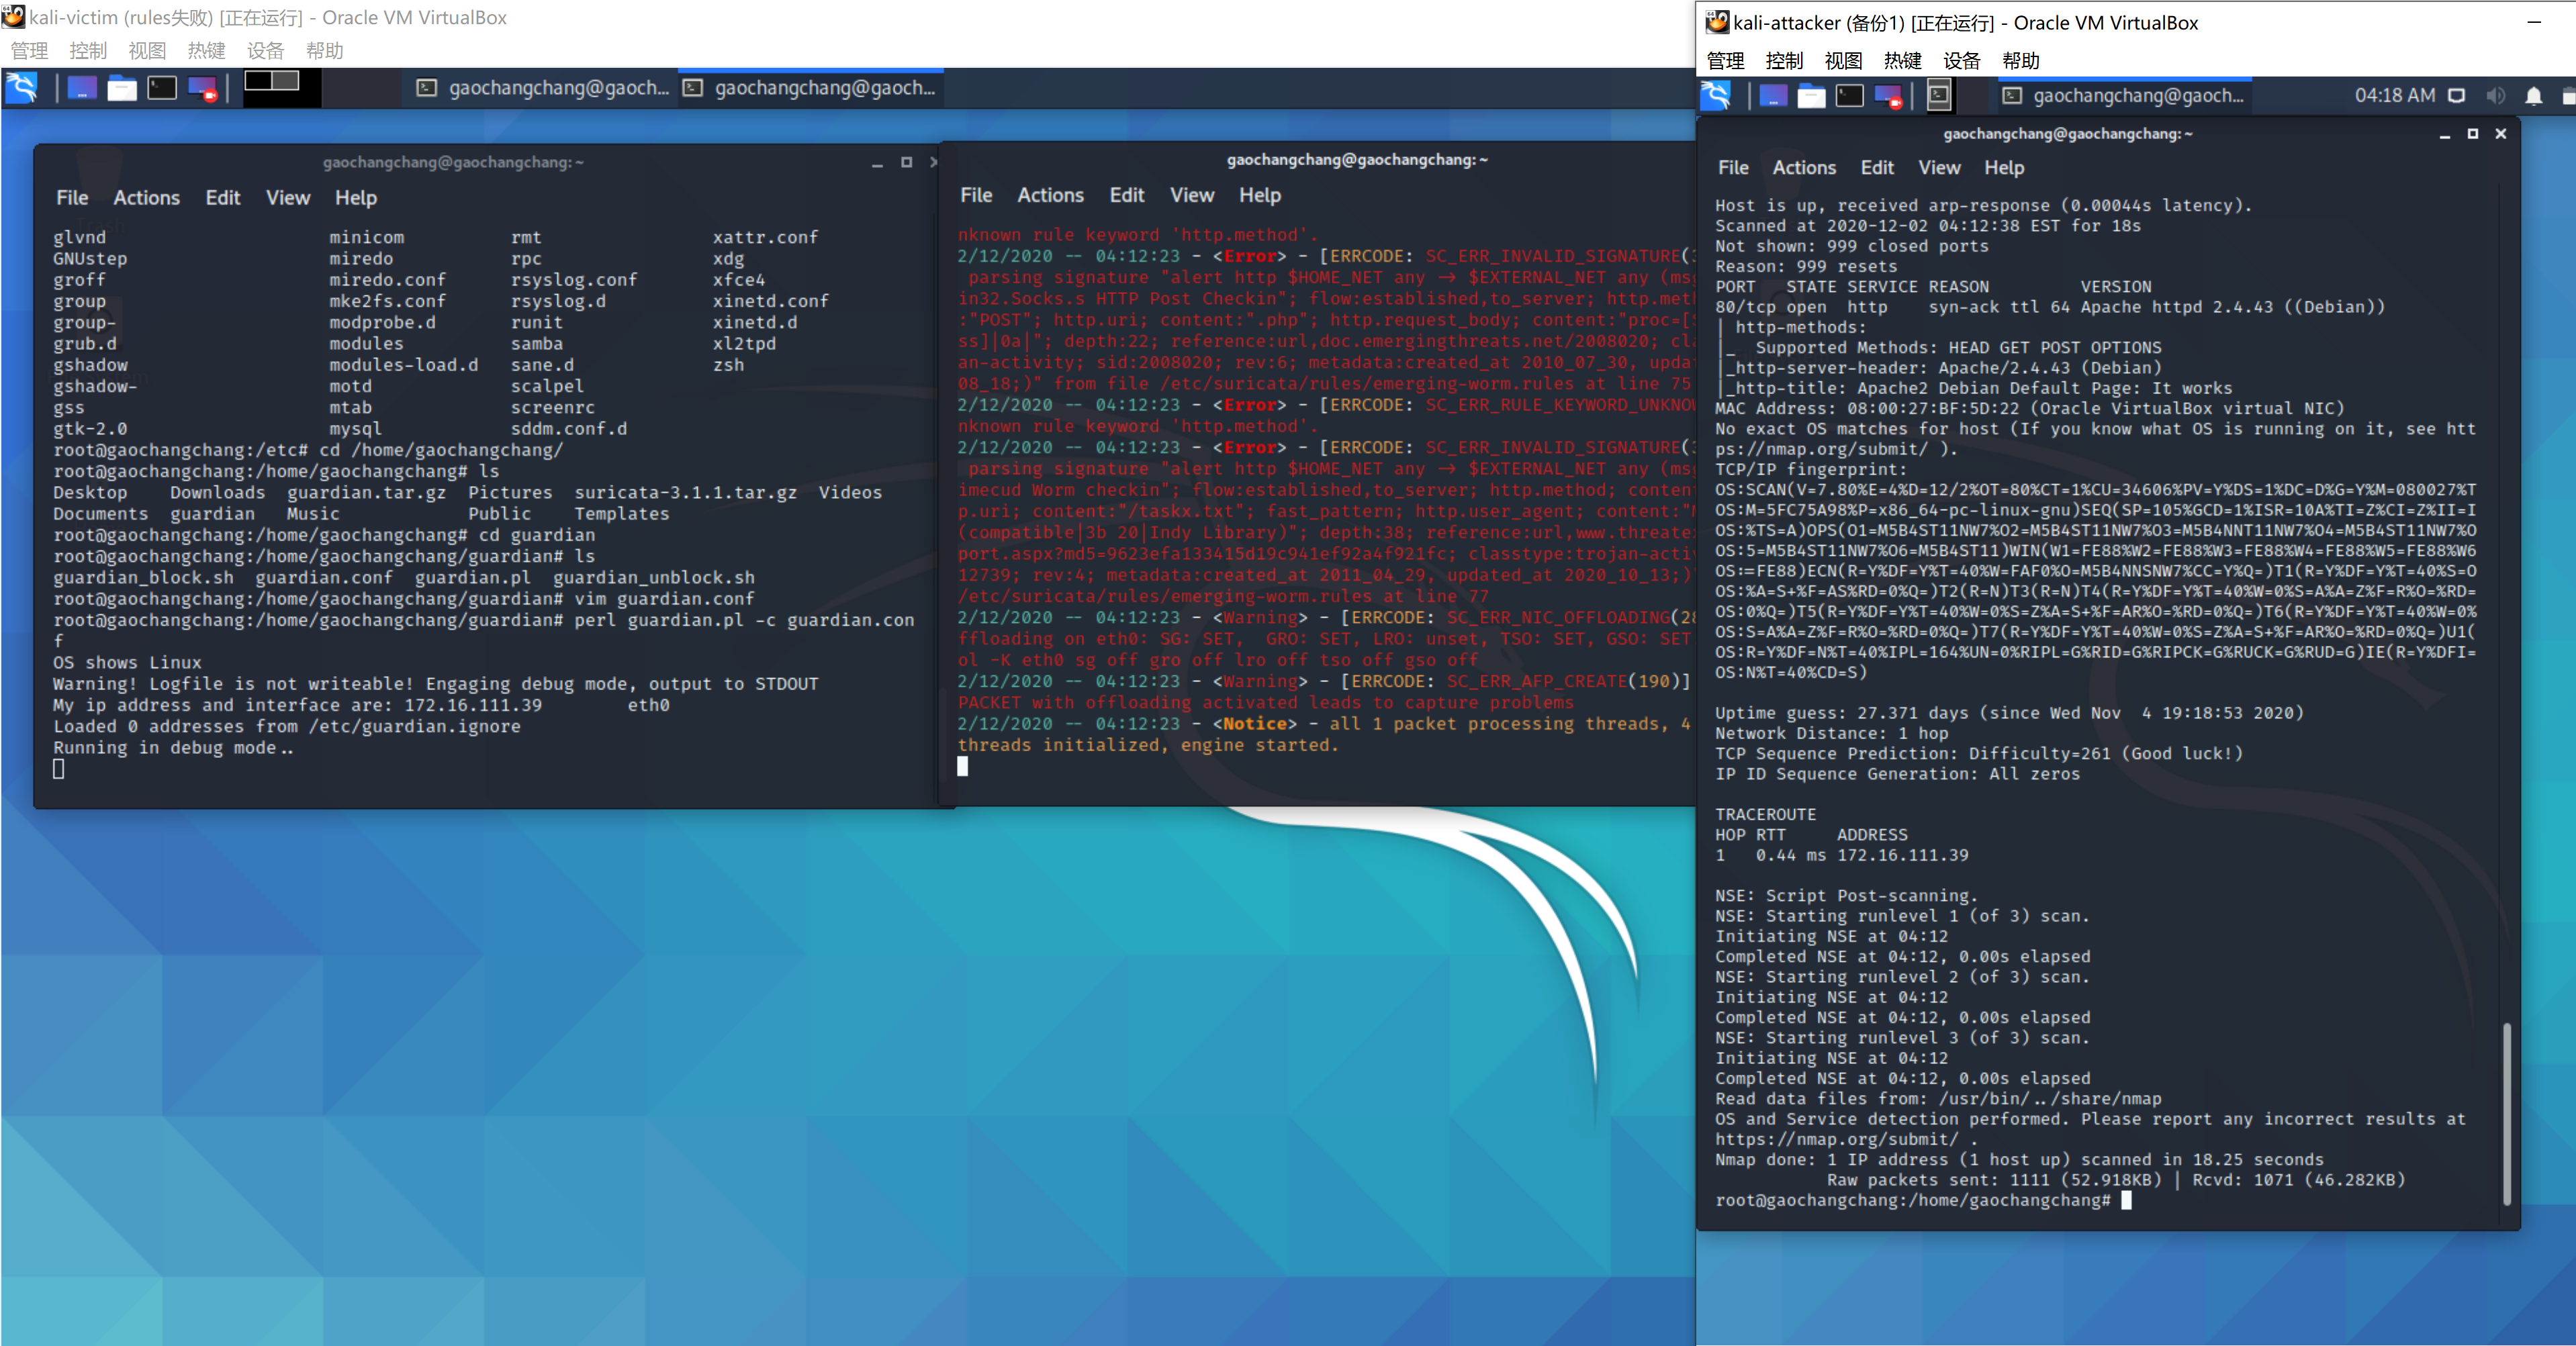 kali-victim (rules失败) [正在运行] - Oracle VM VirtualBox
管理 控制 视图 热键 设备 帮助
gaochangchang@gaoch... gaochangchang@gaoch...
gaochangchang@gaochangchang: ~
File Actions Edit View Help
glvnd minicom rmt xattr.conf
GNUstep miredo rpc xdg
groff miredo.conf rsyslog.conf xfce4
group mke2fs.conf rsyslog.d xinetd.conf
group- modprobe.d runit xinetd.d
grub.d modules samba xl2tpd
gshadow modules-load.d sane.d zsh
gshadow- motd scalpel
gss mtab screenrc
gtk-2.0 mysql sddm.conf.d
root@gaochangchang:/etc# cd /home/gaochangchang/
root@gaochangchang:/home/gaochangchang# ls
Desktop Downloads guardian.tar.gz Pictures suricata-3.1.1.tar.gz Videos
Documents guardian Music Public Templates
root@gaochangchang:/home/gaochangchang# cd guardian
root@gaochangchang:/home/gaochangchang/guardian# ls
guardian_block.sh guardian.conf guardian.pl guardian_unblock.sh
root@gaochangchang:/home/gaochangchang/guardian# vim guardian.conf
root@gaochangchang:/home/gaochangchang/guardian# perl guardian.pl -c guardian.con
f
OS shows Linux
Warning! Logfile is not writeable! Engaging debug mode, output to STDOUT
My ip address and interface are: 172.16.111.39 eth0
Loaded 0 addresses from /etc/guardian.ignore
Running in debug mode..
gaochangchang@gaochangchang: ~
File Actions Edit View Help
nknown rule keyword 'http.method'.
2/12/2020 -- 04:12:23 - <Error> - [ERRCODE: SC_ERR_INVALID_SIGNATURE(
parsing signature "alert http $HOME_NET any -> $EXTERNAL_NET any (ms
in32.Socks.s HTTP Post Checkin"; flow:established,to_server; http.met
:"POST"; http.uri; content:".php"; http.request_body; content:"proc=[
ss]|0a|"; depth:22; reference:url,doc.emergingthreats.net/2008020; cl
an-activity; sid:2008020; rev:6; metadata:created_at 2010_07_30, upda
08_18;)" from file /etc/suricata/rules/emerging-worm.rules at line 75
2/12/2020 -- 04:12:23 - <Error> - [ERRCODE: SC_ERR_RULE_KEYWORD_UNKNO
nknown rule keyword 'http.method'.
2/12/2020 -- 04:12:23 - <Error> - [ERRCODE: SC_ERR_INVALID_SIGNATURE(
parsing signature "alert http $HOME_NET any -> $EXTERNAL_NET any (ms
imecud Worm checkin"; flow:established,to_server; http.method; conten
p.uri; content:"/taskx.txt"; fast_pattern; http.user_agent; content:"
(compatible|3b 20|Indy Library)"; depth:38; reference:url,www.threate
port.aspx?md5=9623efa133415d19c941ef92a4f921fc; classtype:trojan-acti
12739; rev:4; metadata:created_at 2011_04_29, updated_at 2020_10_13;)
/etc/suricata/rules/emerging-worm.rules at line 77
2/12/2020 -- 04:12:23 - <Warning> - [ERRCODE: SC_ERR_NIC_OFFLOADING(28
ffloading on eth0: SG: SET, GRO: SET, LRO: unset, TSO: SET, GSO: SET
ol -K eth0 sg off gro off lro off tso off gso off
2/12/2020 -- 04:12:23 - <Warning> - [ERRCODE: SC_ERR_AFP_CREATE(190)]
PACKET with offloading activated leads to capture problems
2/12/2020 -- 04:12:23 - <Notice> - all 1 packet processing threads, 4
threads initialized, engine started.
kali-attacker (备份1) [正在运行] - Oracle VM VirtualBox
管理 控制 视图 热键 设备 帮助
gaochangchang@gaoch... 04:18 AM
gaochangchang@gaochangchang: ~
File Actions Edit View Help
Host is up, received arp-response (0.00044s latency).
Scanned at 2020-12-02 04:12:38 EST for 18s
Not shown: 999 closed ports
Reason: 999 resets
PORT STATE SERVICE REASON VERSION
80/tcp open http syn-ack ttl 64 Apache httpd 2.4.43 ((Debian))
| http-methods:
|_ Supported Methods: HEAD GET POST OPTIONS
|_http-server-header: Apache/2.4.43 (Debian)
|_http-title: Apache2 Debian Default Page: It works
MAC Address: 08:00:27:BF:5D:22 (Oracle VirtualBox virtual NIC)
No exact OS matches for host (If you know what OS is running on it, see htt
ps://nmap.org/submit/ ).
TCP/IP fingerprint:
OS:SCAN(V=7.80%E=4%D=12/2%OT=80%CT=1%CU=34606%PV=Y%DS=1%DC=D%G=Y%M=080027%T
OS:M=5FC75A98%P=x86_64-pc-linux-gnu)SEQ(SP=105%GCD=1%ISR=10A%TI=Z%CI=Z%II=I
OS:%TS=A)OPS(O1=M5B4ST11NW7%O2=M5B4ST11NW7%O3=M5B4NNT11NW7%O4=M5B4ST11NW7%O
OS:5=M5B4ST11NW7%O6=M5B4ST11)WIN(W1=FE88%W2=FE88%W3=FE88%W4=FE88%W5=FE88%W6
OS:=FE88)ECN(R=Y%DF=Y%T=40%W=FAF0%O=M5B4NNSNW7%CC=Y%Q=)T1(R=Y%DF=Y%T=40%S=O
OS:%A=S+%F=AS%RD=0%Q=)T2(R=N)T3(R=N)T4(R=Y%DF=Y%T=40%W=0%S=A%A=Z%F=R%O=%RD=
OS:0%Q=)T5(R=Y%DF=Y%T=40%W=0%S=Z%A=S+%F=AR%O=%RD=0%Q=)T6(R=Y%DF=Y%T=40%W=0%
OS:S=A%A=Z%F=R%O=%RD=0%Q=)T7(R=Y%DF=Y%T=40%W=0%S=Z%A=S+%F=AR%O=%RD=0%Q=)U1(
OS:R=Y%DF=N%T=40%IPL=164%UN=0%RIPL=G%RID=G%RIPCK=G%RUCK=G%RUD=G)IE(R=Y%DFI=
OS:N%T=40%CD=S)
Uptime guess: 27.371 days (since Wed Nov 4 19:18:53 2020)
Network Distance: 1 hop
TCP Sequence Prediction: Difficulty=261 (Good luck!)
IP ID Sequence Generation: All zeros
TRACEROUTE
HOP RTT ADDRESS
1 0.44 ms 172.16.111.39
NSE: Script Post-scanning.
NSE: Starting runlevel 1 (of 3) scan.
Initiating NSE at 04:12
Completed NSE at 04:12, 0.00s elapsed
NSE: Starting runlevel 2 (of 3) scan.
Initiating NSE at 04:12
Completed NSE at 04:12, 0.00s elapsed
NSE: Starting runlevel 3 (of 3) scan.
Initiating NSE at 04:12
Completed NSE at 04:12, 0.00s elapsed
Read data files from: /usr/bin/../share/nmap
OS and Service detection performed. Please report any incorrect results at
https://nmap.org/submit/ .
Nmap done: 1 IP address (1 host up) scanned in 18.25 seconds
Raw packets sent: 1111 (52.918KB) | Rcvd: 1071 (46.282KB)
root@gaochangchang:/home/gaochangchang#